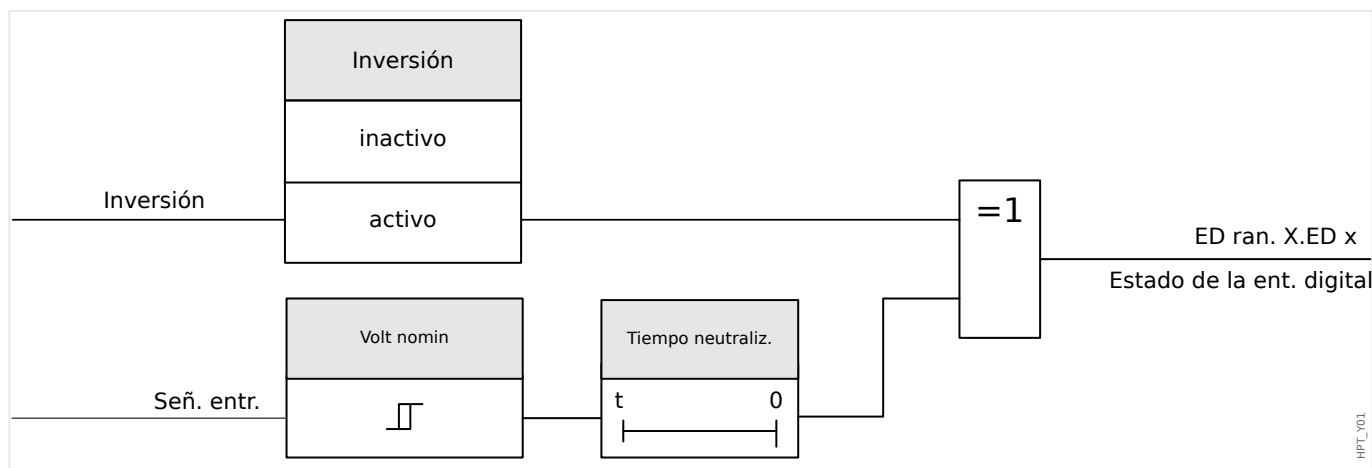 Inversión
inactivo
Inversión
activo
=1
ED ran. X.ED x
Estado de la ent. digital
Volt nomin
Tiempo neutraliz.
Señ. entr.
t 0
HPT_Y01